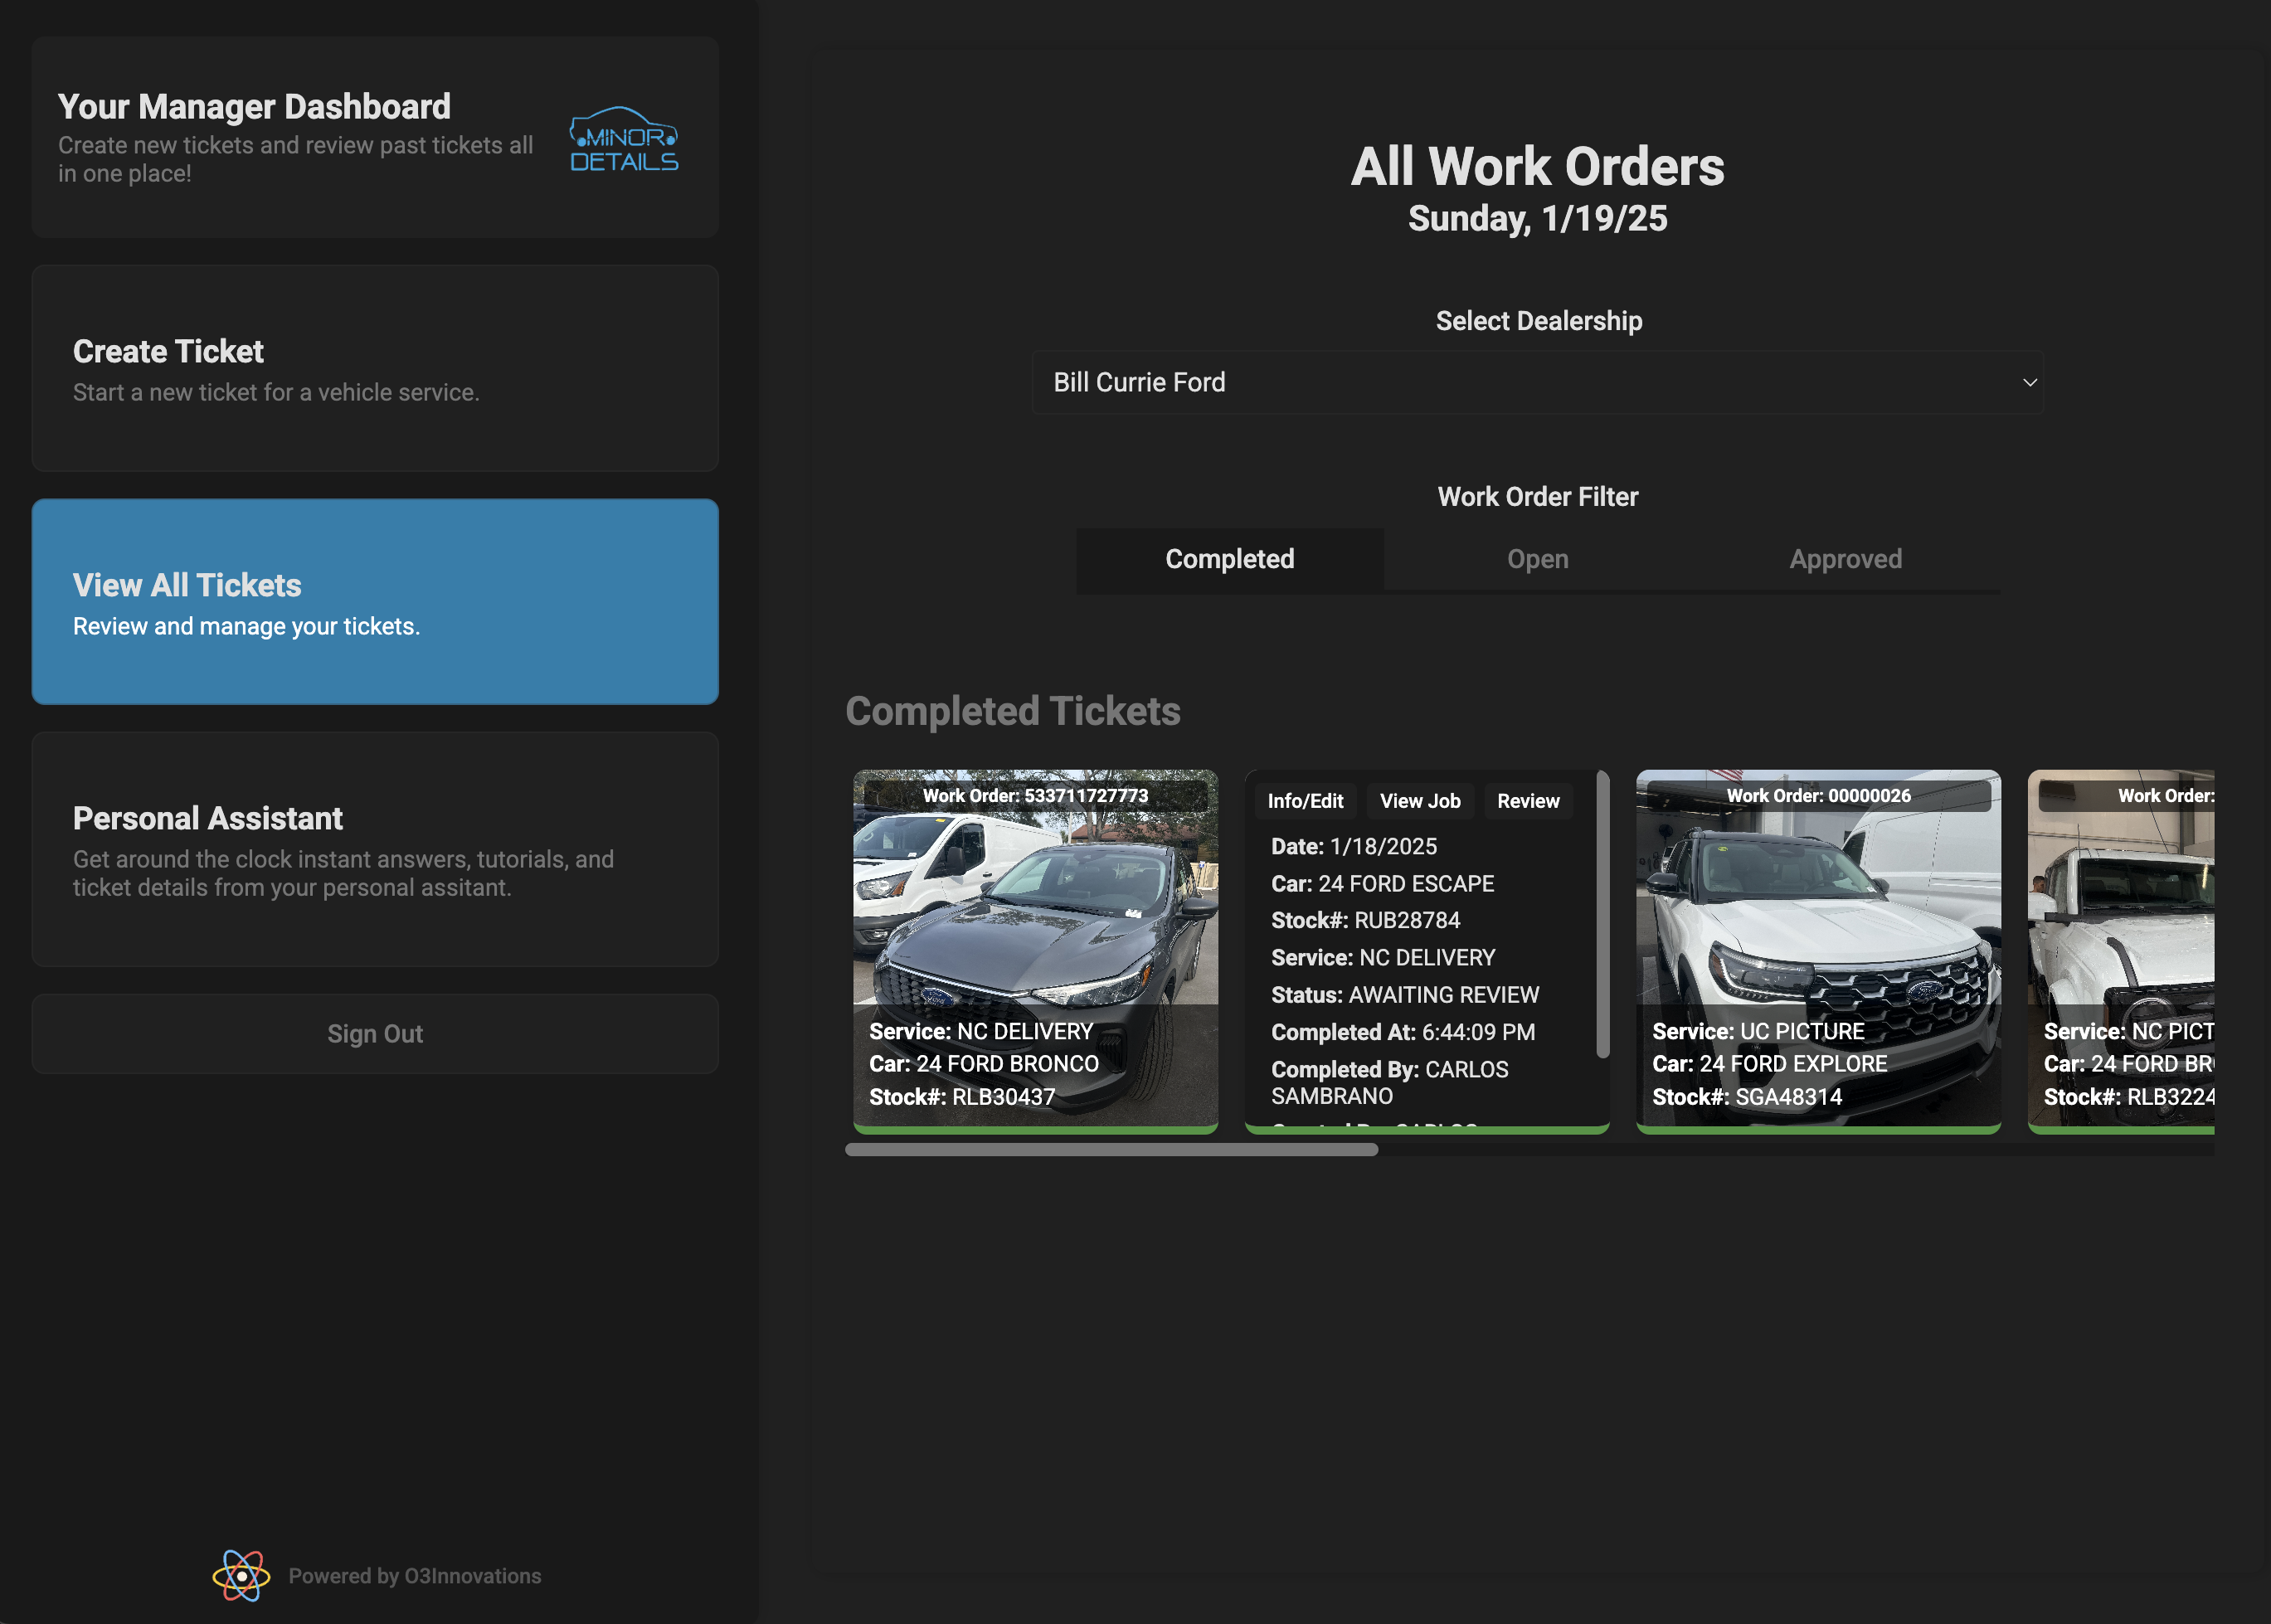 Your Manager Dashboard
Create new tickets and review past tickets all
in one place!
MINOR
DETAILS
Create Ticket
Start a new ticket for a vehicle service.
View All Tickets
Review and manage your tickets.
Personal Assistant
Get around the clock instant answers, tutorials, and
ticket details from your personal assitant.
Sign Out
Powered by O3Innovations
All Work Orders
Sunday, 1/19/25
Select Dealership
Bill Currie Ford
Work Order Filter
Completed Open Approved
Completed Tickets
Work Order: 533711727773
Ford
Service: NC DELIVERY
Car: 24 FORD BRONCO
Stock#: RLB30437
Info/Edit View Job Review
Date: 1/18/2025
Car: 24 FORD ESCAPE
Stock#: RUB28784
Service: NC DELIVERY
Status: AWAITING REVIEW
Completed At: 6:44:09 PM
Completed By: CARLOS
SAMBRANO
Work Order: 00000026
Ford
Service: UC PICTURE
Car: 24 FORD EXPLORE
Stock#: SGA48314
Work Order:
Service: NC PICT
Car: 24 FORD BR
Stock#: RLB3224